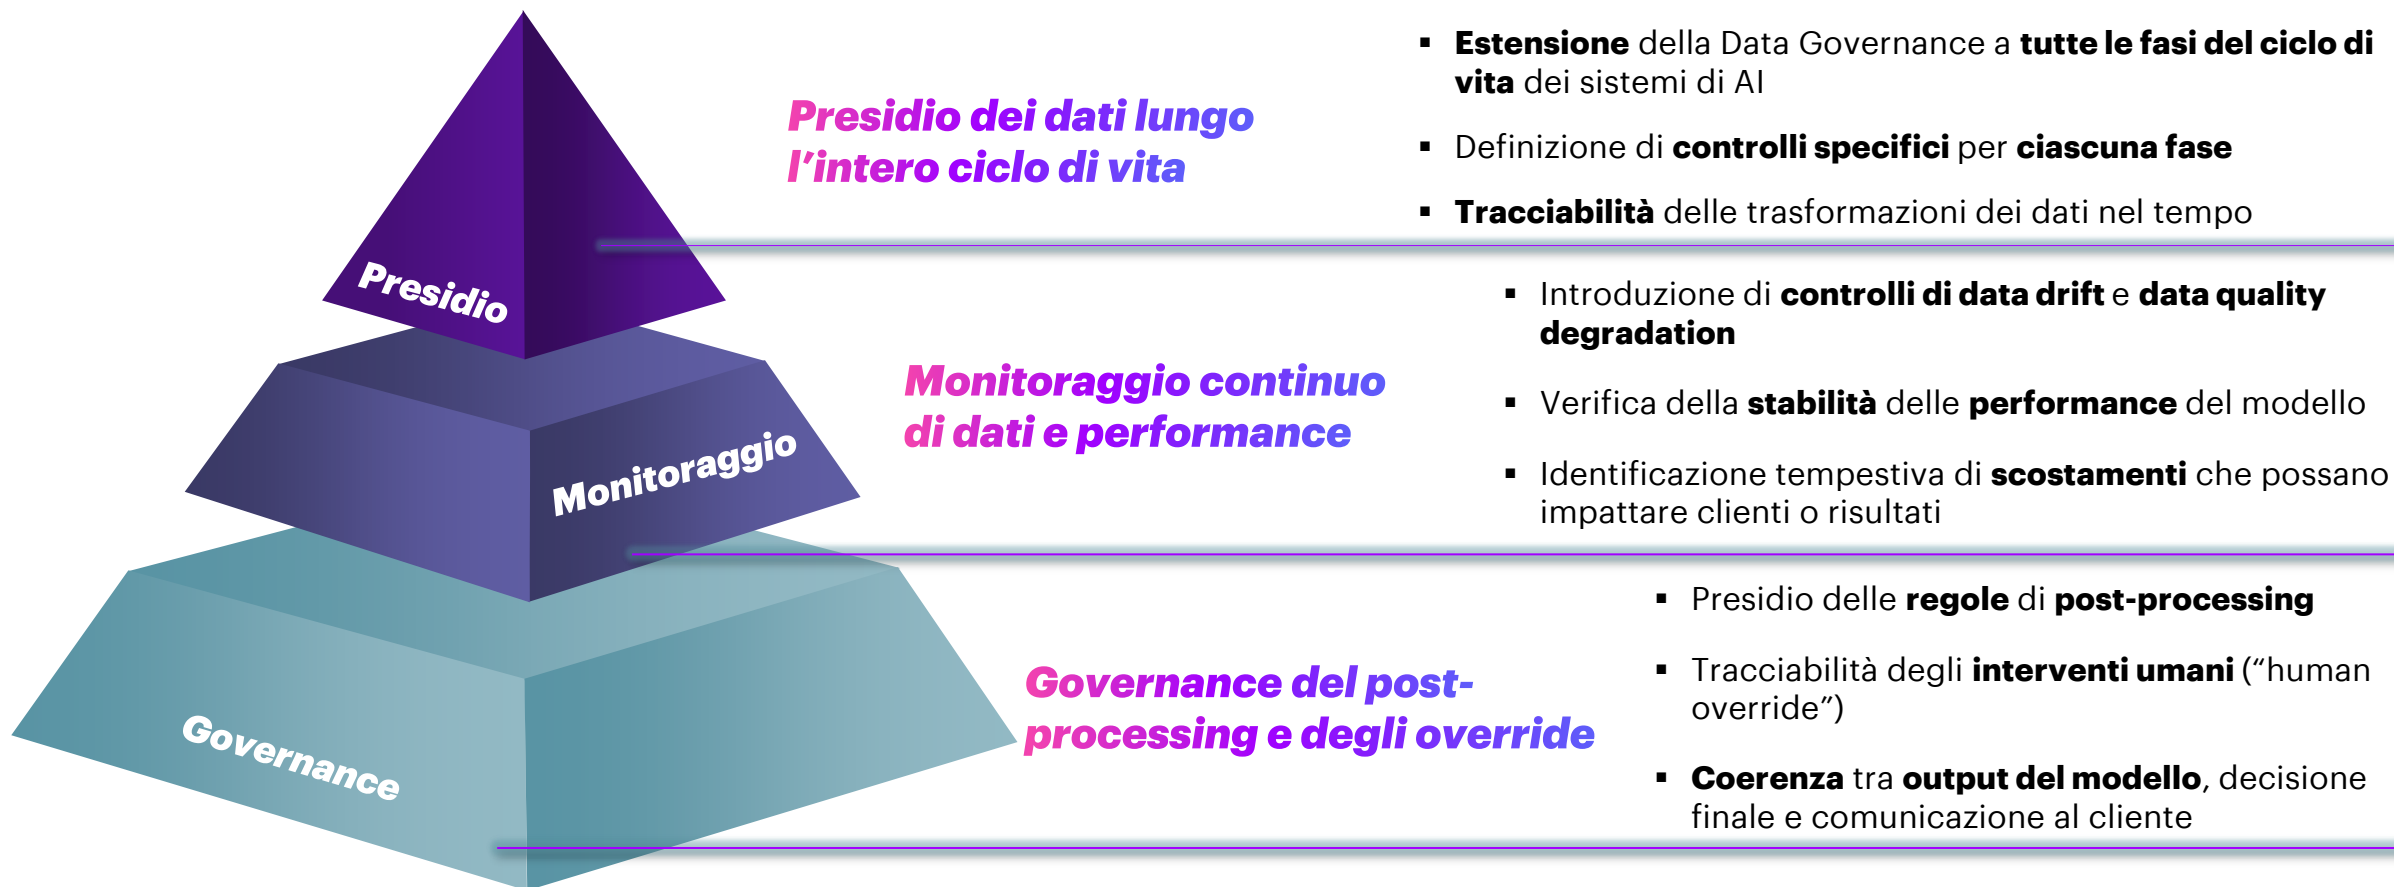 Presidio
Presidio dei dati lungo
l’intero ciclo di vita
▪ Estensione della Data Governance a tutte le fasi del ciclo di
vita dei sistemi di AI
▪ Definizione di controlli specifici per ciascuna fase
▪ Tracciabilità delle trasformazioni dei dati nel tempo
Monitoraggio
Monitoraggio continuo
di dati e performance
▪ Introduzione di controlli di data drift e data quality
degradation
▪ Verifica della stabilità delle performance del modello
▪ Identificazione tempestiva di scostamenti che possano
impattare clienti o risultati
Governance
Governance del post-
processing e degli override
▪ Presidio delle regole di post-processing
▪ Tracciabilità degli interventi umani (“human
override”)
▪ Coerenza tra output del modello, decisione
finale e comunicazione al cliente